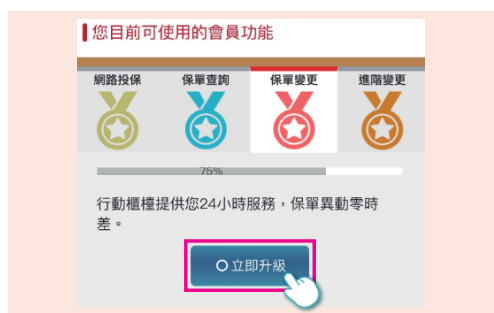 您目前可使用的會員功能
網路投保 保單查詢 保單變更 進階變更
75%
行動櫃檯提供您24小時服務，保單異動零時
差。
立即升級